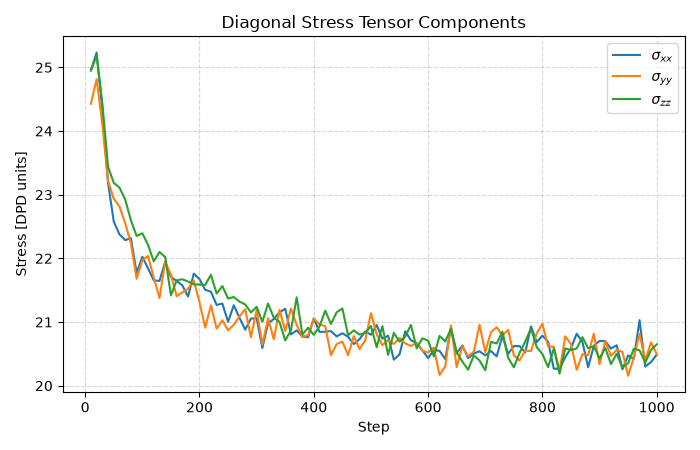 Diagonal Stress Tensor Components
Stress [DPD units]
25
24
23
22
21
20
σxx
σyy
σzz
0 200 400 600 800 1000
Step